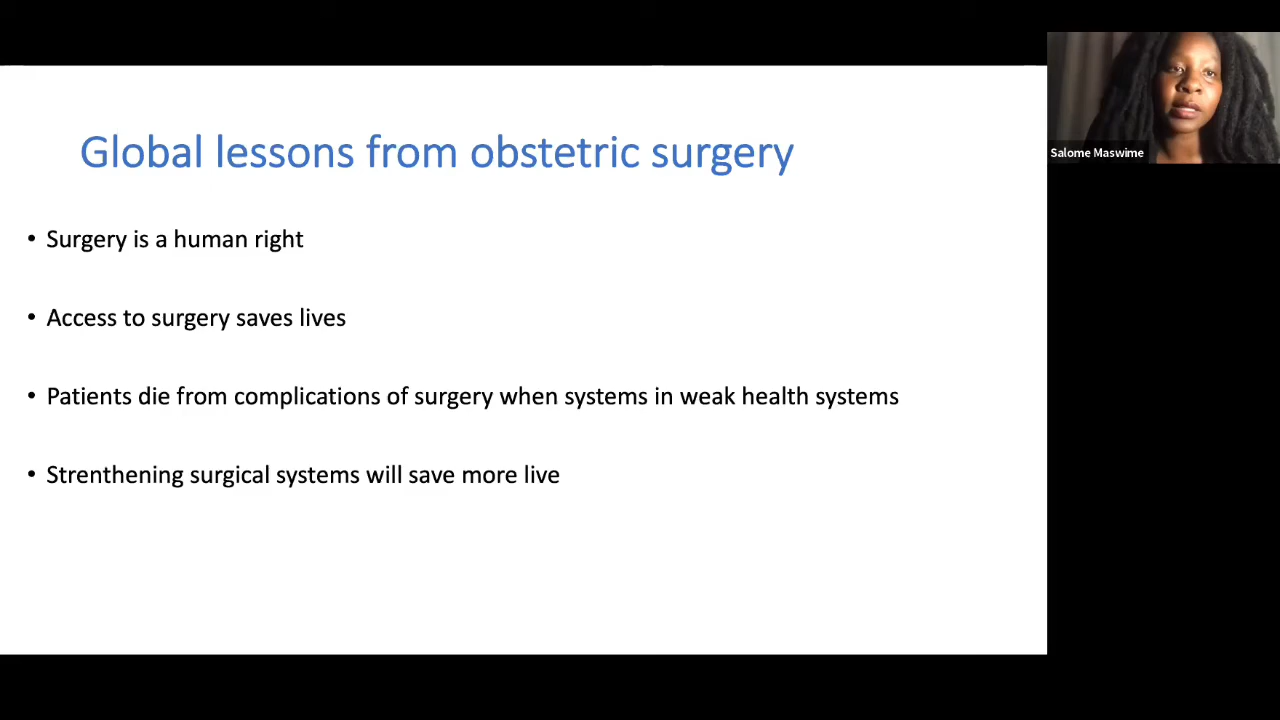 Global lessons from obstetric surgery
• Surgery is a human right
• Access to surgery saves lives
• Patients die from complications of surgery when systems in weak health systems
• Strenthening surgical systems will save more live
Salome Maswime